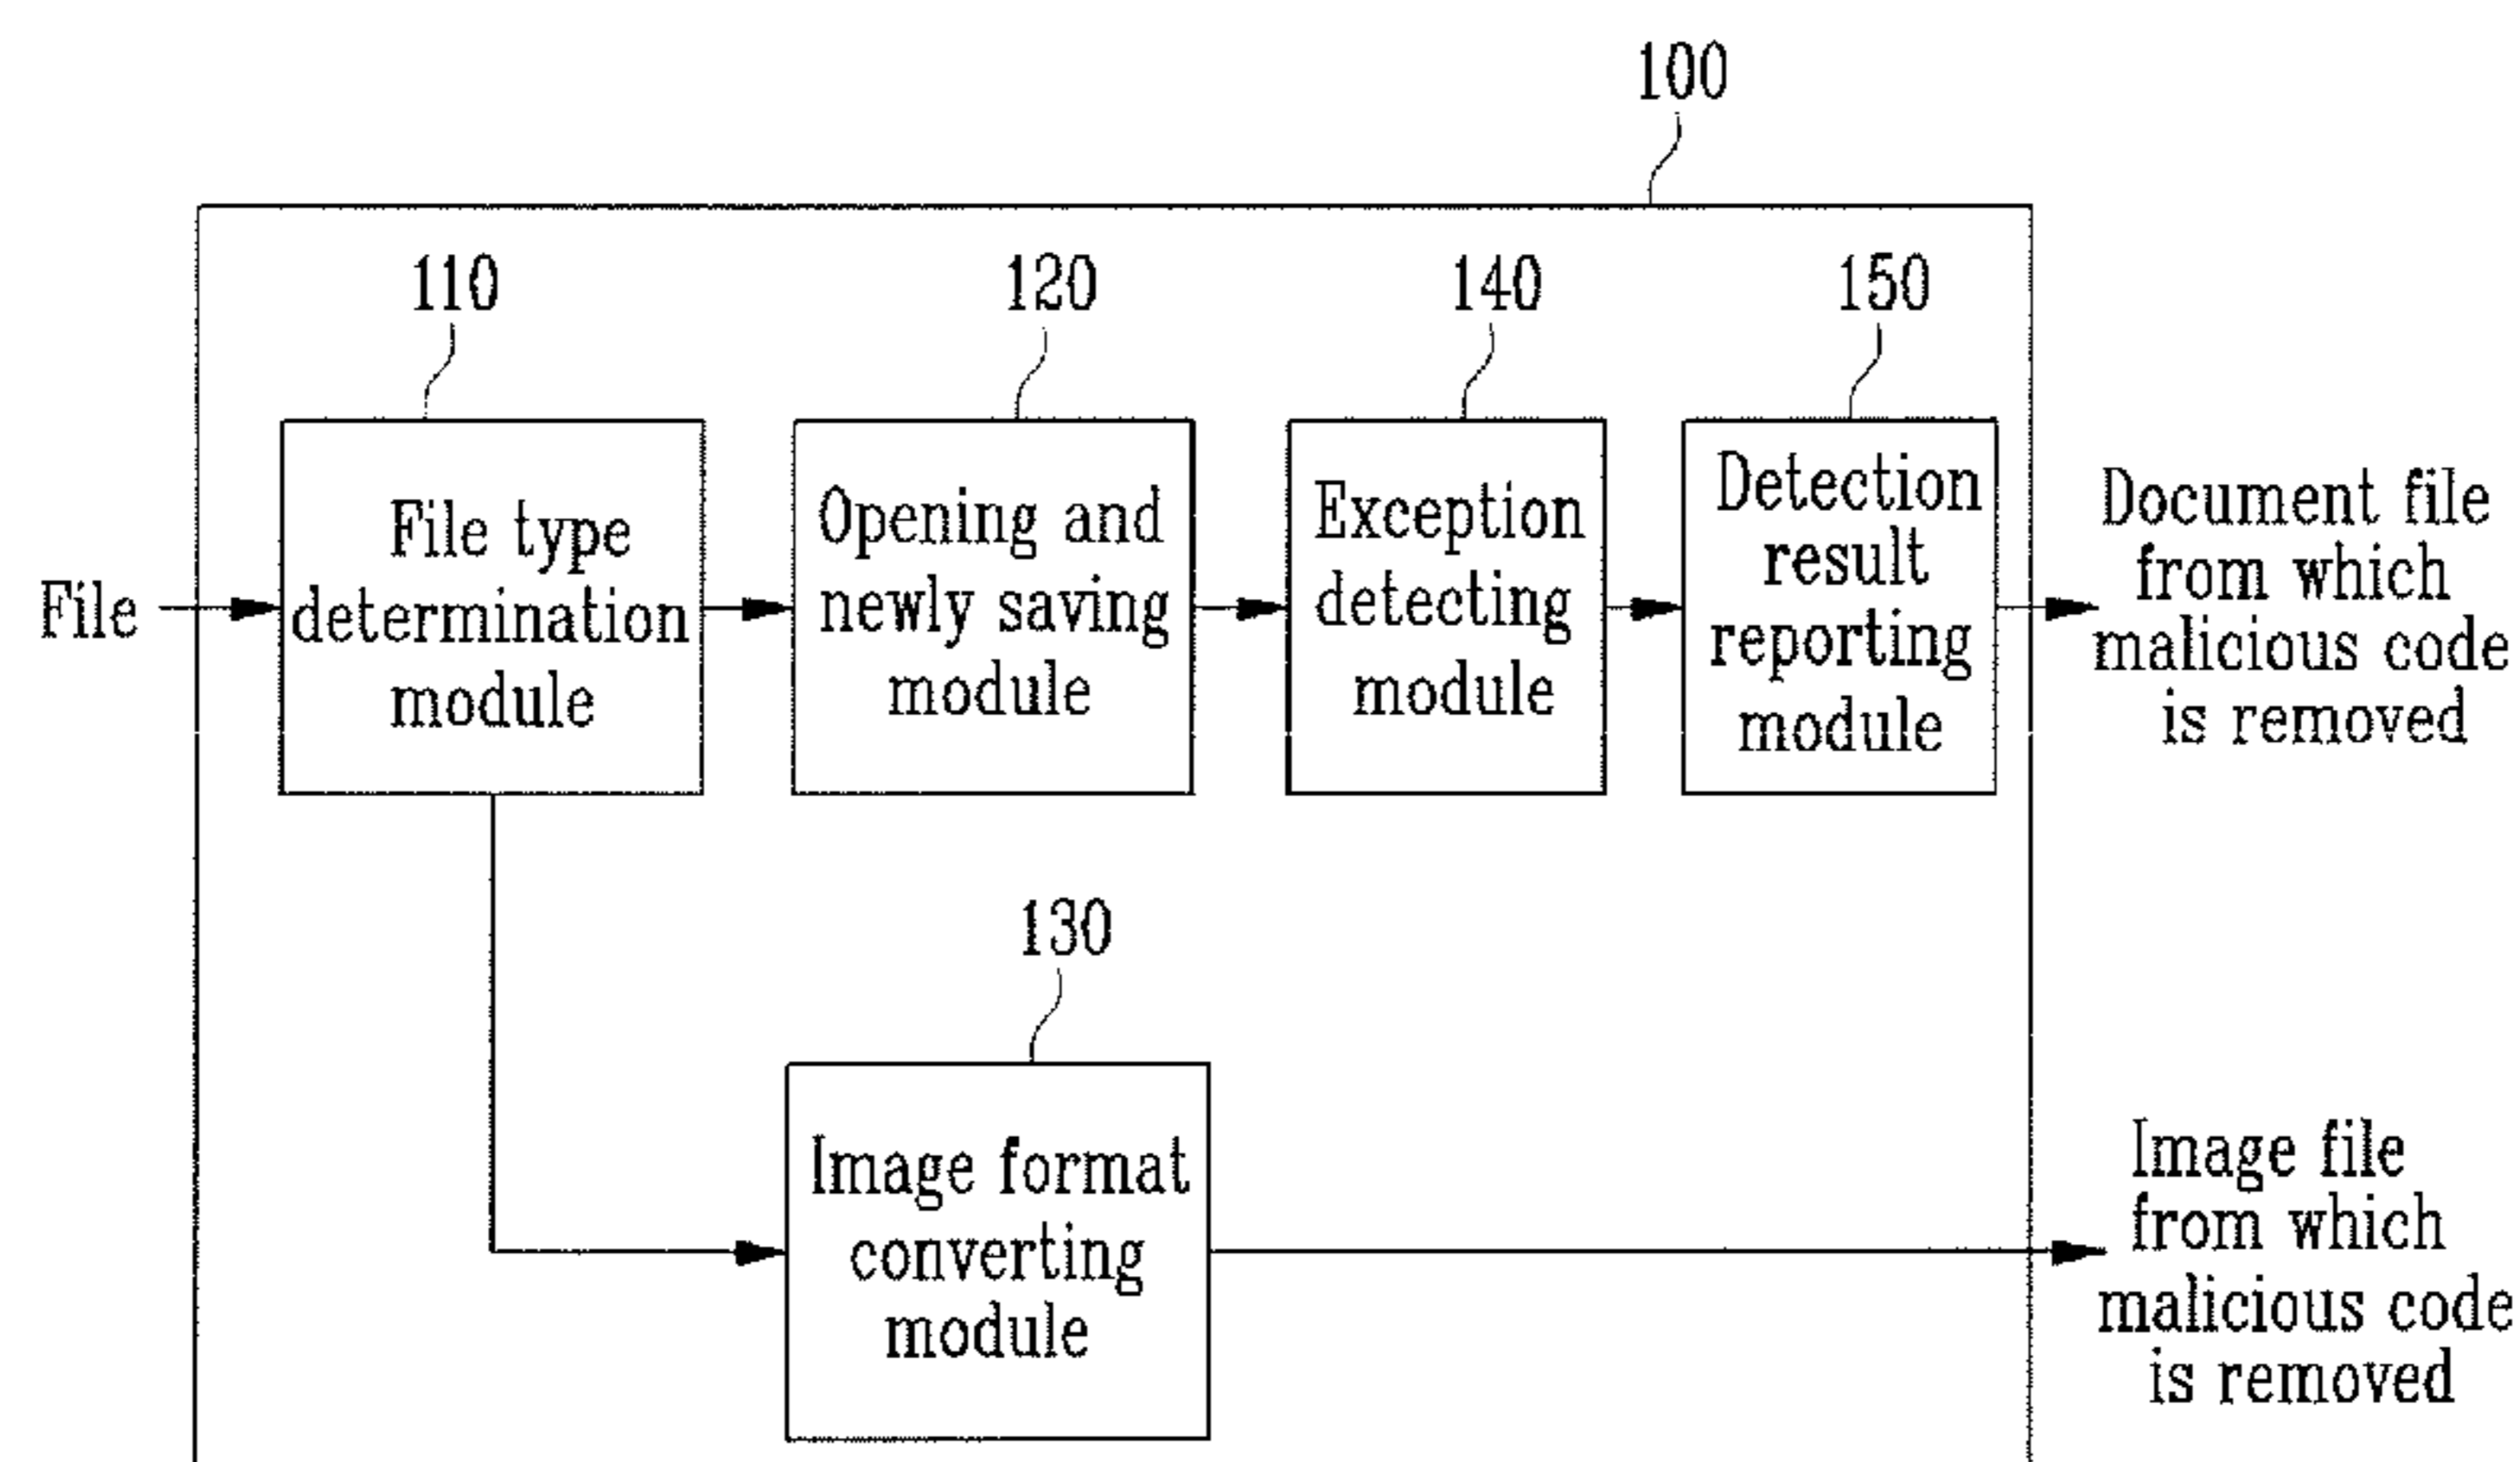 100
110
120
140
150
File type
determination
module
Opening and
newly saving
module
Exception
detecting
module
Detection
result
reporting
module
File
Document file
from which
malicious code
is removed
130
Image format
converting
module
Image file
from which
malicious code
is removed